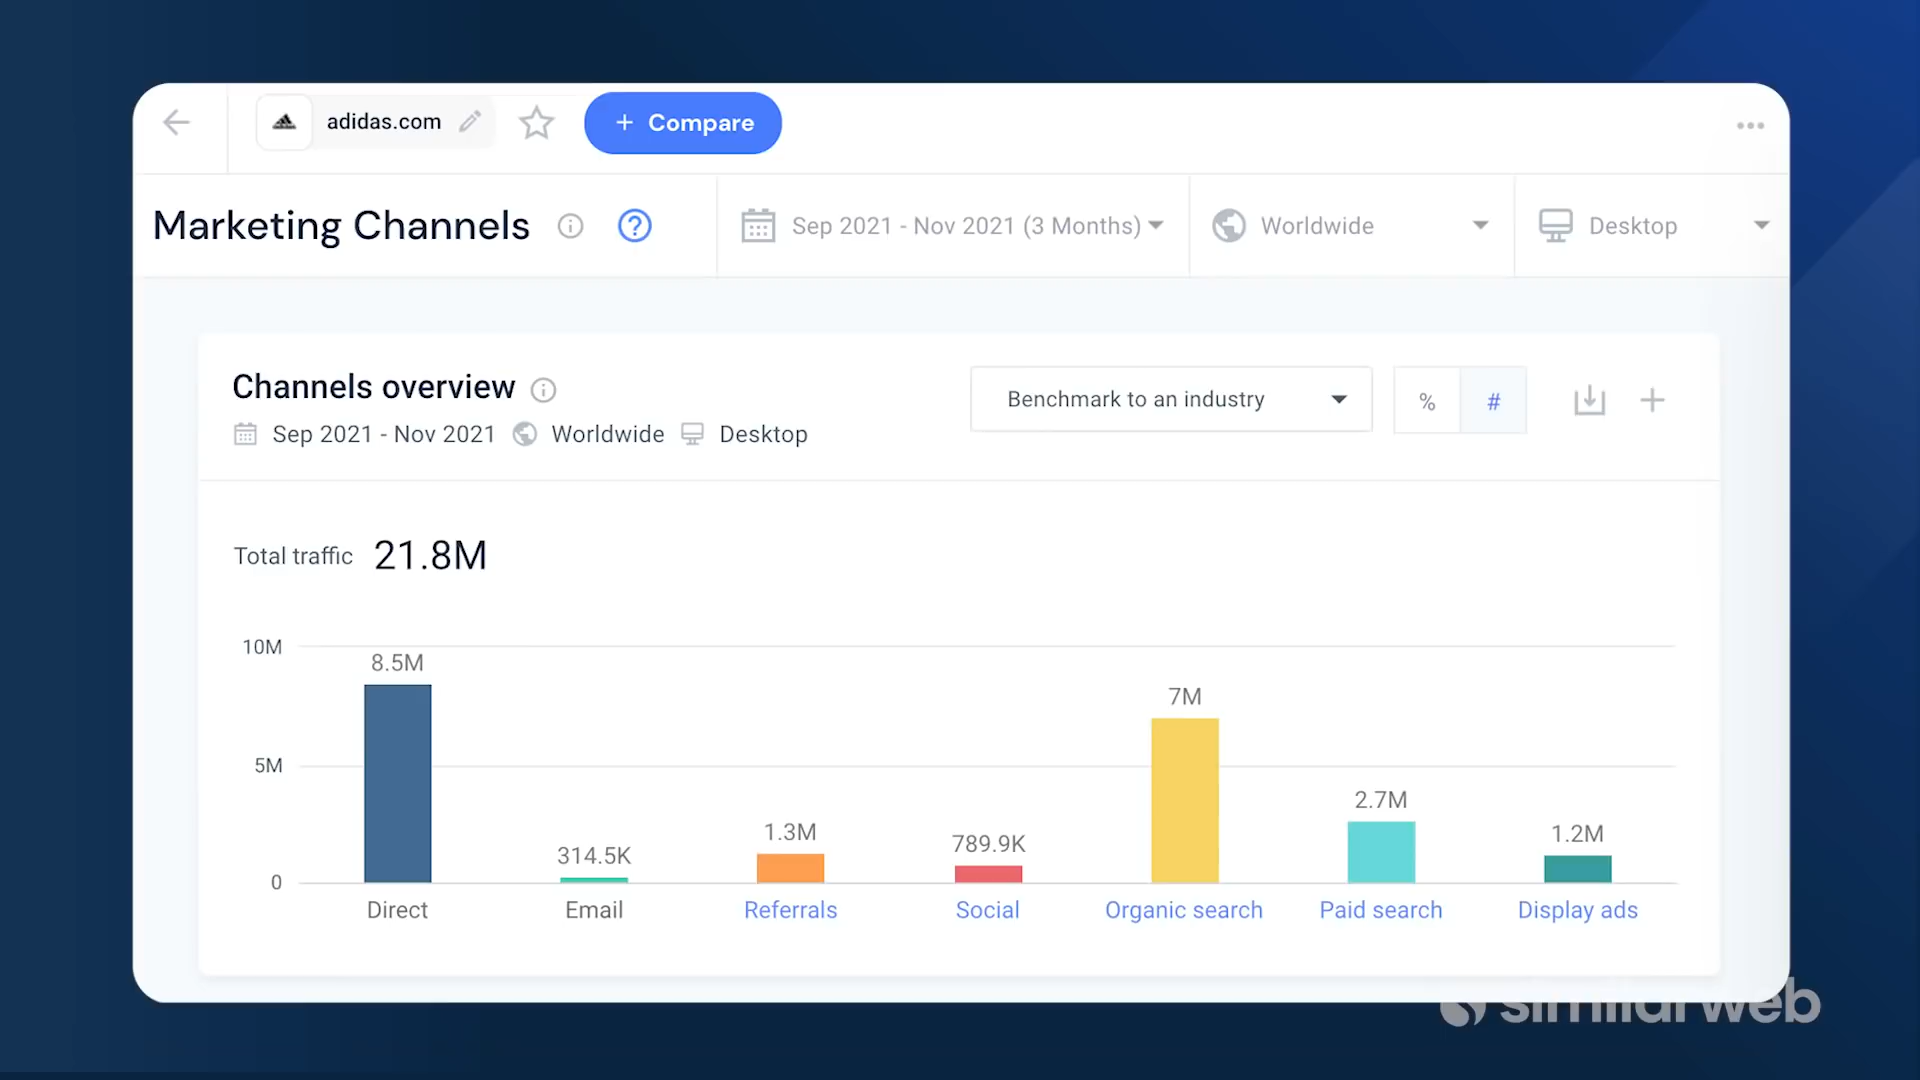 adidas.com
+ Compare
Marketing Channels
Sep 2021 - Nov 2021 (3 Months)
Worldwide
Desktop
Channels overview
Benchmark to an industry
%
#
Sep 2021 - Nov 2021
Worldwide
Desktop
Total traffic 21.8M
10M
5M
0
8.5M
314.5K
1.3M
789.9K
7M
2.7M
1.2M
Direct
Email
Referrals
Social
Organic search
Paid search
Display ads
similarweb